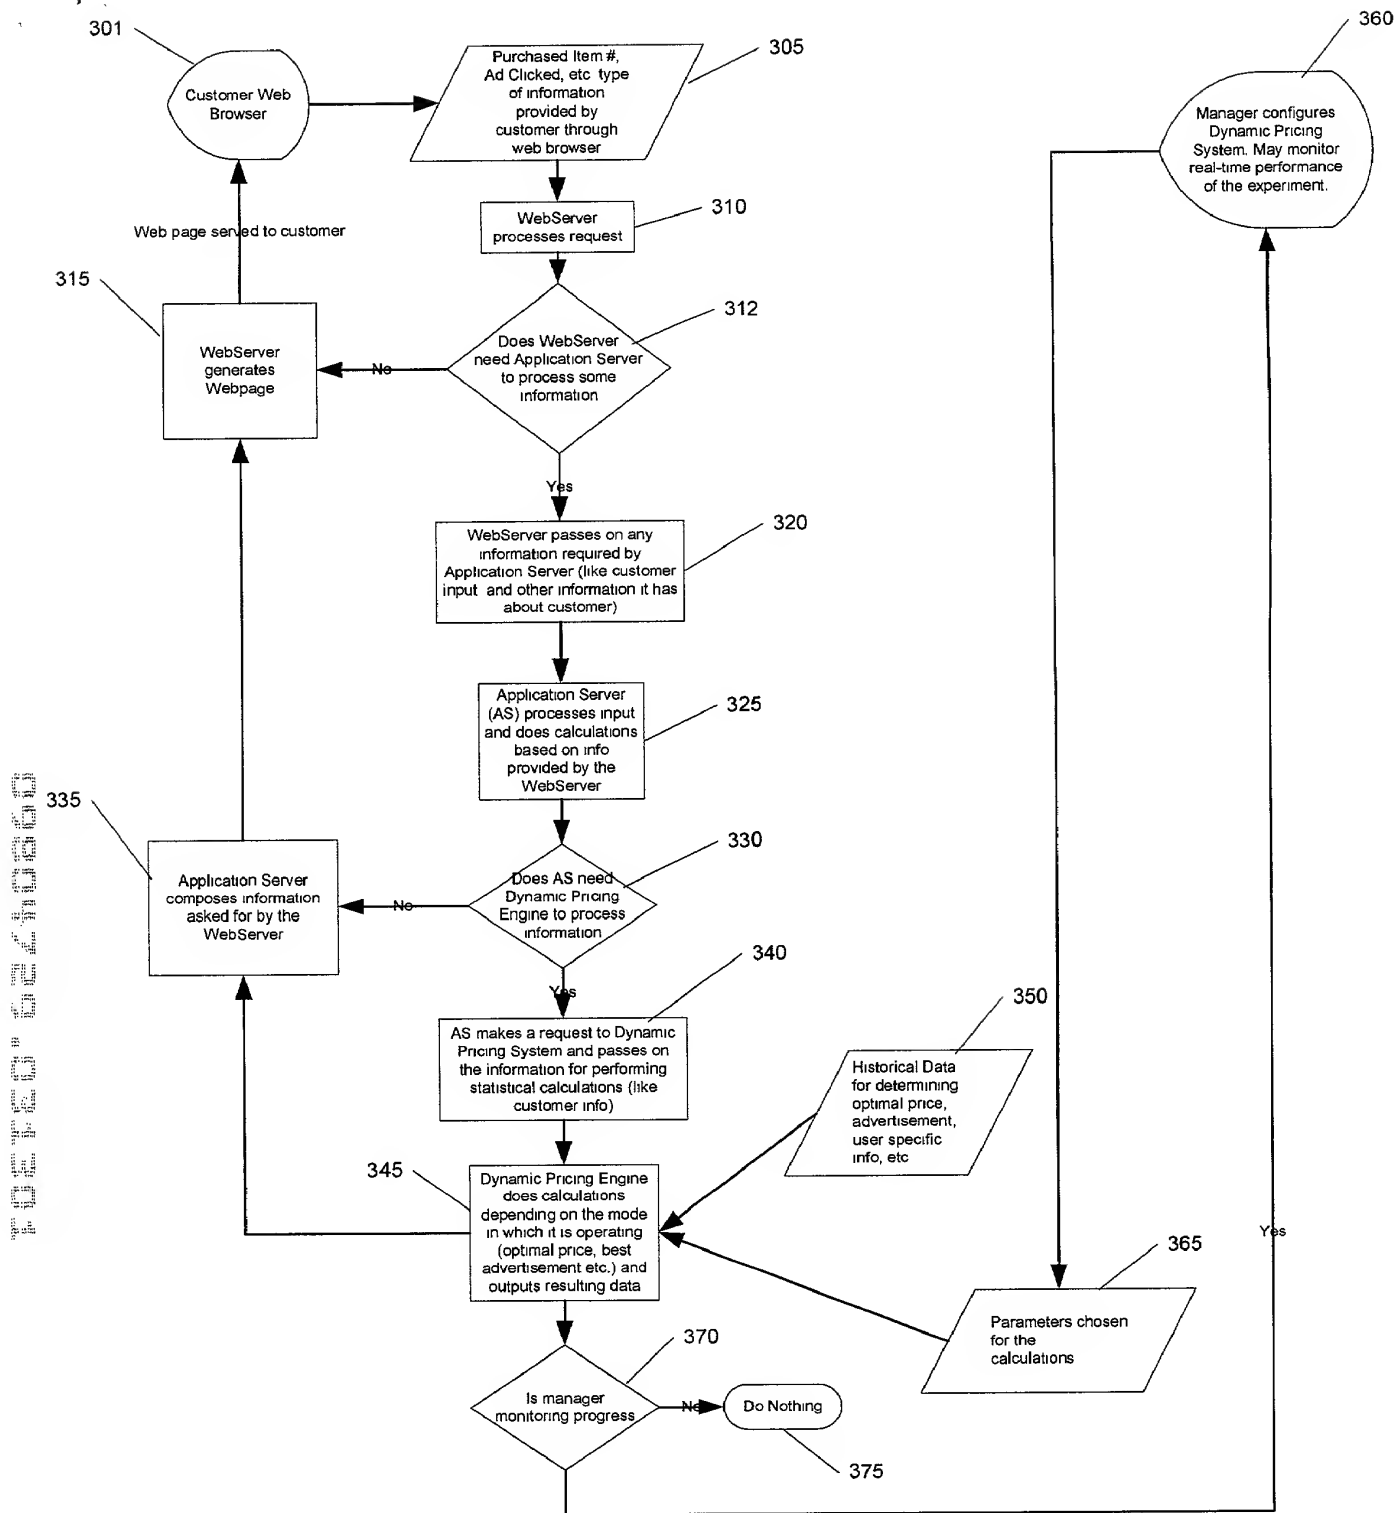 301
360
305
Purchased Item #,
Ad Clicked, etc type
of information
provided by
customer through
web browser
Customer Web
Browser
Manager configures
Dynamic Pricing
System. May monitor
real-time performance
of the experiment.
310
WebServer
processes request
Web page served to customer
315
312
Does WebServer
need Application Server
to process some
information
WebServer
generates
Webpage
No
Yes
320
WebServer passes on any
information required by
Application Server (like customer
input and other information it has
about customer)
325
Application Server
(AS) processes input
and does calculations
based on info
provided by the
WebServer
335
330
Does AS need
Dynamic Pricing
Engine to process
information
Application Server
composes information
asked for by the
WebServer
No
Yes
340
350
AS makes a request to Dynamic
Pricing System and passes on
the information for performing
statistical calculations (like
customer info)
Historical Data
for determining
optimal price,
advertisement,
user specific
info, etc
345
Dynamic Pricing Engine
does calculations
depending on the mode
in which it is operating
(optimal price, best
advertisement etc.) and
outputs resulting data
Yes
365
Parameters chosen
for the
calculations
370
Is manager
monitoring progress
No
Do Nothing
375